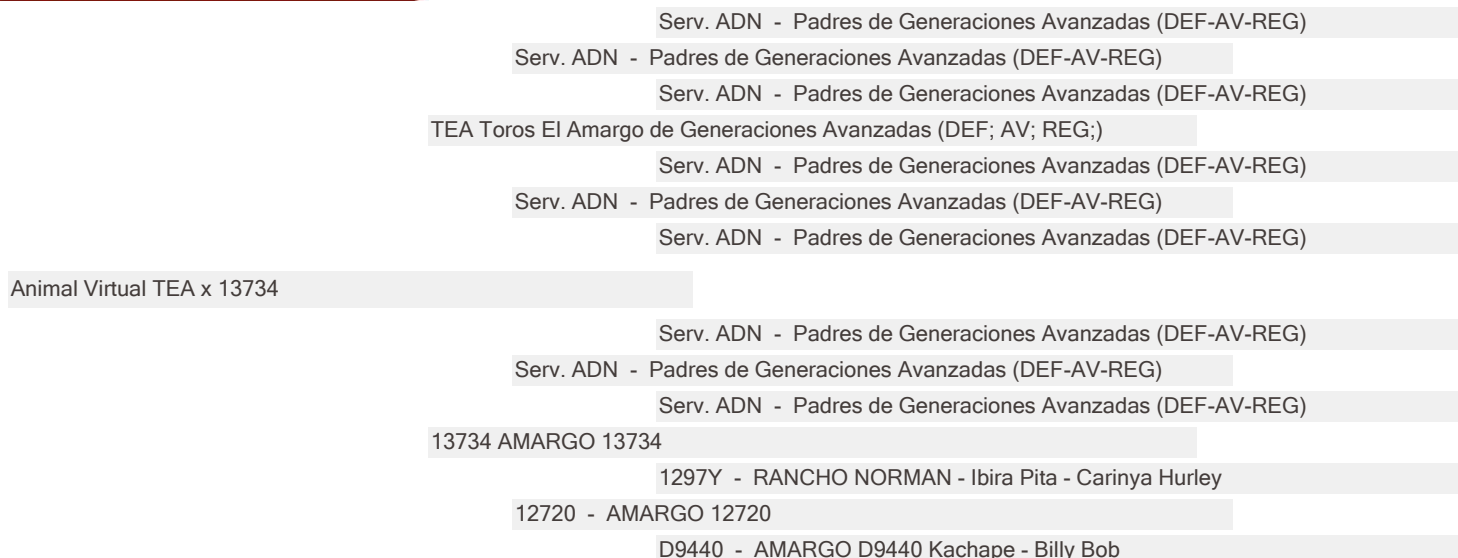 Serv. ADN - Padres de Generaciones Avanzadas (DEF-AV-REG)
Serv. ADN - Padres de Generaciones Avanzadas (DEF-AV-REG)
Serv. ADN - Padres de Generaciones Avanzadas (DEF-AV-REG)
TEA Toros El Amargo de Generaciones Avanzadas (DEF; AV; REG;)
Serv. ADN - Padres de Generaciones Avanzadas (DEF-AV-REG)
Serv. ADN - Padres de Generaciones Avanzadas (DEF-AV-REG)
Serv. ADN - Padres de Generaciones Avanzadas (DEF-AV-REG)
Animal Virtual TEA x 13734
Serv. ADN - Padres de Generaciones Avanzadas (DEF-AV-REG)
Serv. ADN - Padres de Generaciones Avanzadas (DEF-AV-REG)
Serv. ADN - Padres de Generaciones Avanzadas (DEF-AV-REG)
13734 AMARGO 13734
1297Y - RANCHO NORMAN - Ibira Pita - Carinya Hurley
12720 - AMARGO 12720
D9440 - AMARGO D9440 Kachape - Billy Bob